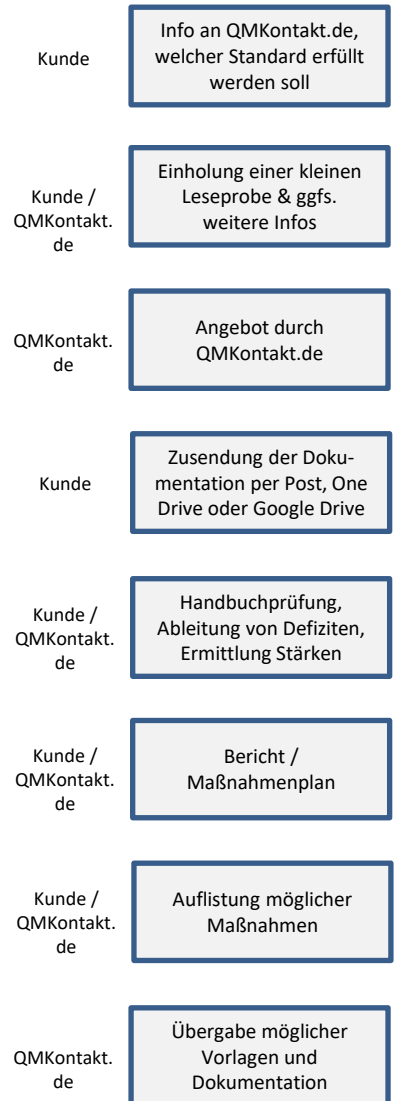 Kunde
Info an QMKontakt.de,
welcher Standard erfüllt
werden soll
Kunde /
QMKontakt.
de
Einholung einer kleinen
Leseprobe & ggfs.
weitere Infos
QMKontakt.
de
Angebot durch
QMKontakt.de
Kunde
Zusendung der Doku-
mentation per Post, One
Drive oder Google Drive
Kunde /
QMKontakt.
de
Handbuchprüfung,
Ableitung von Defiziten,
Ermittlung Stärken
Kunde /
QMKontakt.
de
Bericht /
Maßnahmenplan
Kunde /
QMKontakt.
de
Auflistung möglicher
Maßnahmen
QMKontakt.
de
Übergabe möglicher
Vorlagen und
Dokumentation